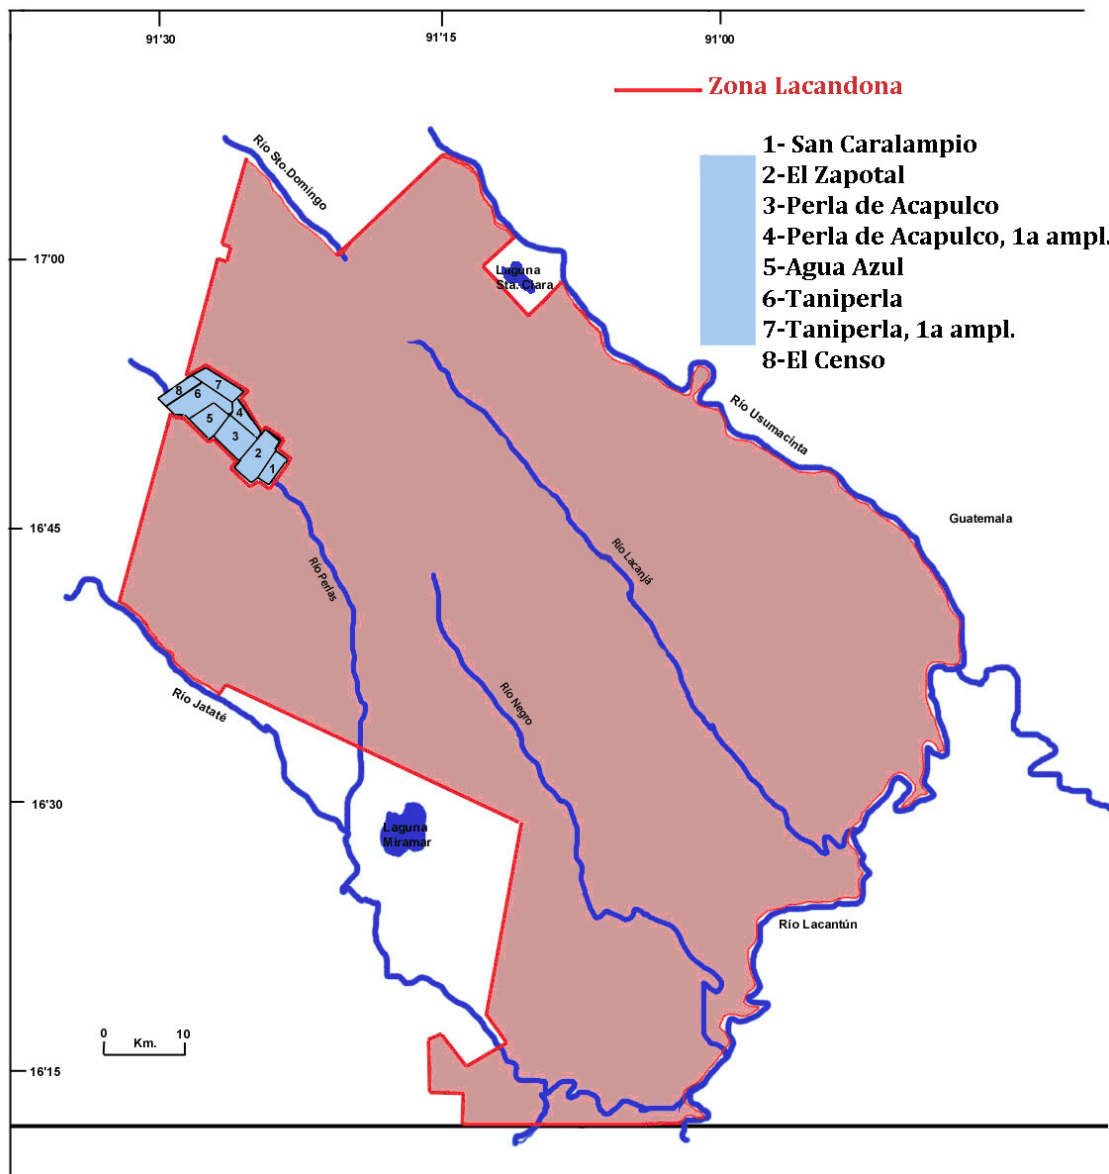 91'30
91'15
91'00
Zona Lacandona
1- San Caralampio
2-El Zapotal
3-Perla de Acapulco
4-Perla de Acapulco, 1a ampl.
5-Agua Azul
6-Taniperla
7-Taniperla, 1a ampl.
8-El Censo
Río Sto.Domingo
17'00
Laguna
Sta. Clara
7
8
6
4
5
3
2
1
Río Usumacinta
Guatemala
16'45
Río Perlas
Río Lacanjá
Río Jataté
Río Negro
16'30
Laguna
Miramar
Río Lacantún
0 10
Km.
16'15